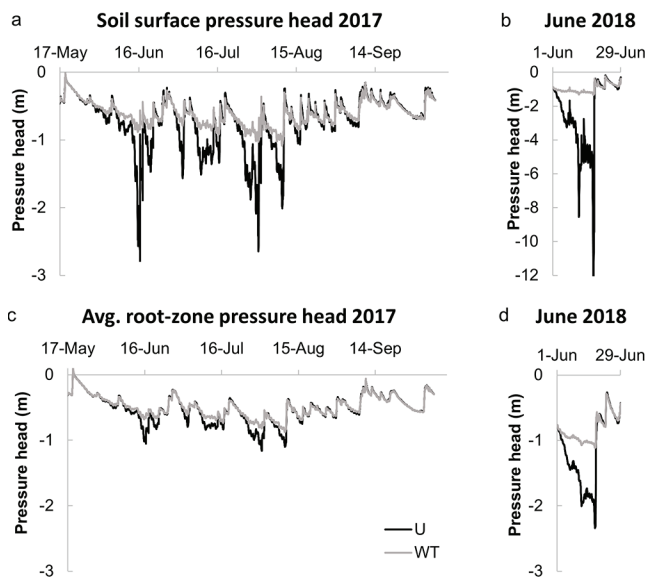 a
Soil surface pressure head 2017
17-May 16-Jun 16-Jul 15-Aug 14-Sep
Pressure head (m)
0
-1
-2
-3
b
June 2018
1-Jun 29-Jun
Pressure head (m)
0
-2
-4
-6
-8
-10
-12
c
Avg. root-zone pressure head 2017
17-May 16-Jun 16-Jul 15-Aug 14-Sep
Pressure head (m)
0
-1
-2
-3
U
WT
d
June 2018
1-Jun 29-Jun
Pressure head (m)
0
-1
-2
-3